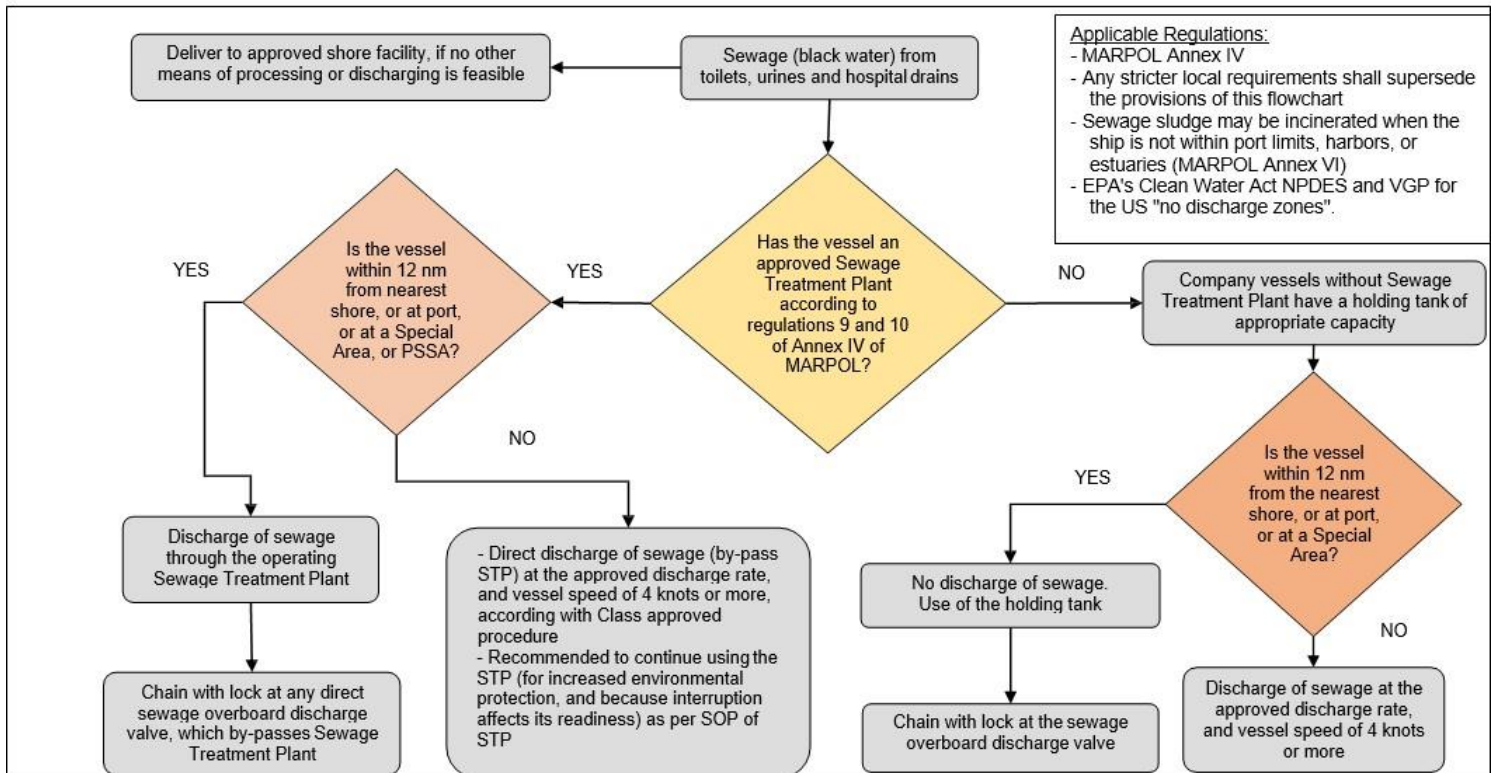 Deliver to approved shore facility, if no other
means of processing or discharging is feasible
Sewage (black water) from
toilets, urines and hospital drains
Applicable Regulations:
- MARPOL Annex IV
- Any stricter local requirements shall supersede
the provisions of this flowchart
- Sewage sludge may be incinerated when the
ship is not within port limits, harbors, or
estuaries (MARPOL Annex VI)
- EPA's Clean Water Act NPDES and VGP for
the US "no discharge zones".
Is the vessel
within 12 nm
from nearest
shore, or at port,
or at a Special
Area, or PSSA?
YES
YES
Has the vessel an
approved Sewage
Treatment Plant
according to
regulations 9 and 10
of Annex IV of
MARPOL?
NO
Company vessels without Sewage
Treatment Plant have a holding tank of
appropriate capacity
NO
Discharge of sewage
through the operating
Sewage Treatment Plant
Chain with lock at any direct
sewage overboard discharge
valve, which by-passes Sewage
Treatment Plant
- Direct discharge of sewage (by-pass
STP) at the approved discharge rate,
and vessel speed of 4 knots or more,
according with Class approved
procedure
- Recommended to continue using the
STP (for increased environmental
protection, and because interruption
affects its readiness) as per SOP of
STP
Is the vessel
within 12 nm
from the nearest
shore, or at port,
or at a Special
Area?
YES
No discharge of sewage.
Use of the holding tank
Chain with lock at the sewage
overboard discharge valve
NO
Discharge of sewage at the
approved discharge rate,
and vessel speed of 4 knots
or more